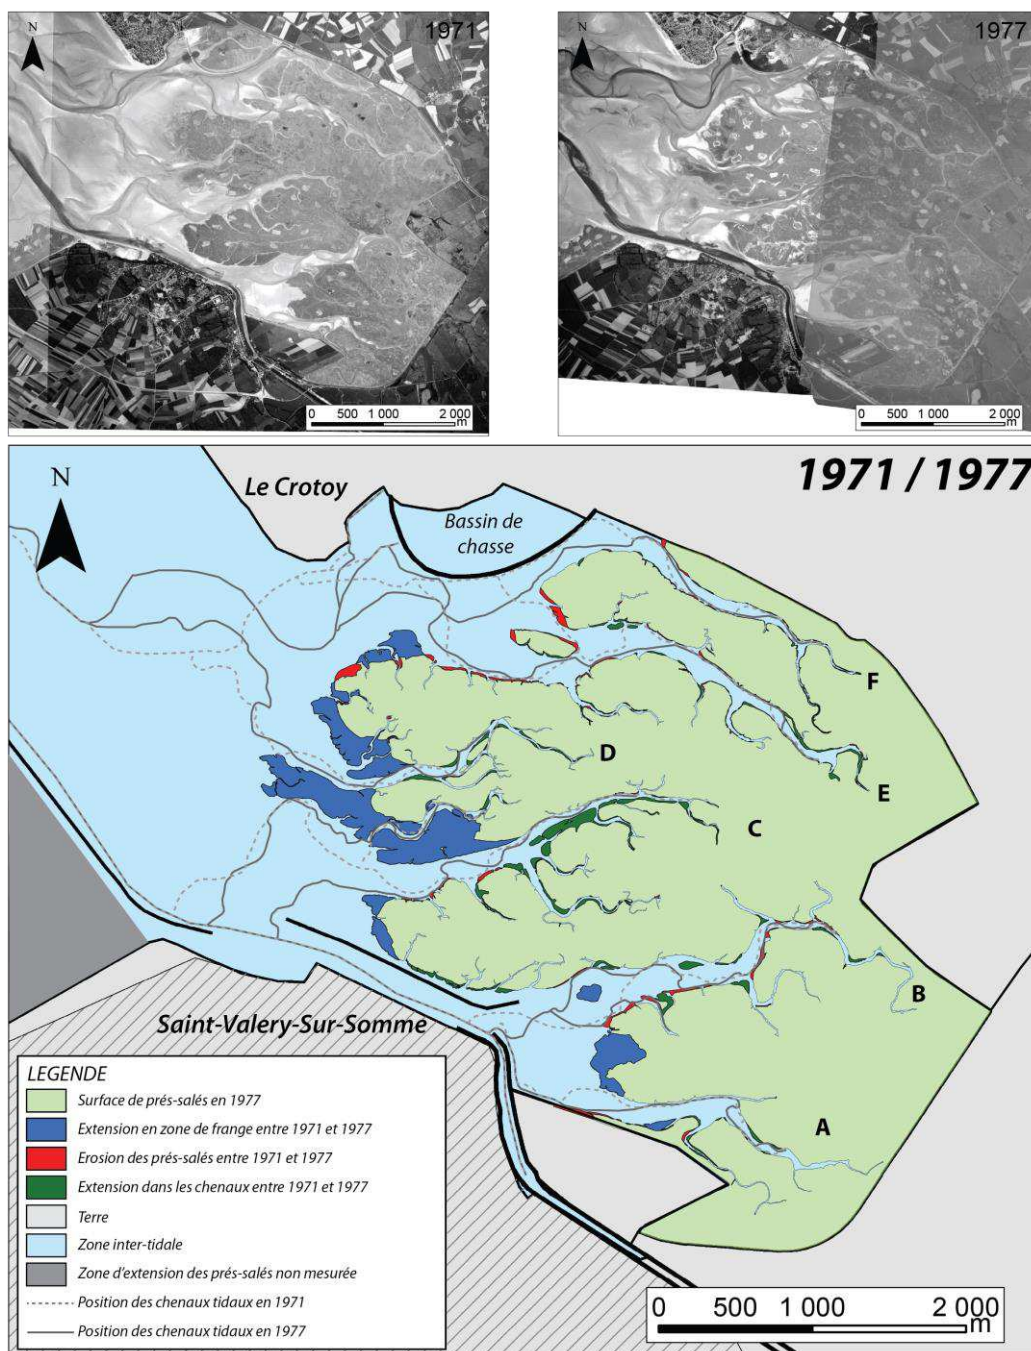 N
1971
0 500 1 000 2 000
m
N
1977
0 500 1 000 2 000
m
N
1971 / 1977
Le Crotoy
Bassin de
chasse
F
D
E
C
B
Saint-Valery-Sur-Somme
A
LEGENDE
Surface de prés-salés en 1977
Extension en zone de frange entre 1971 et 1977
Erosion des prés-salés entre 1971 et 1977
Extension dans les chenaux entre 1971 et 1977
Terre
Zone inter-tidale
Zone d'extension des prés-salés non mesurée
Position des chenaux tidaux en 1971
Position des chenaux tidaux en 1977
0 500 1 000 2 000
m